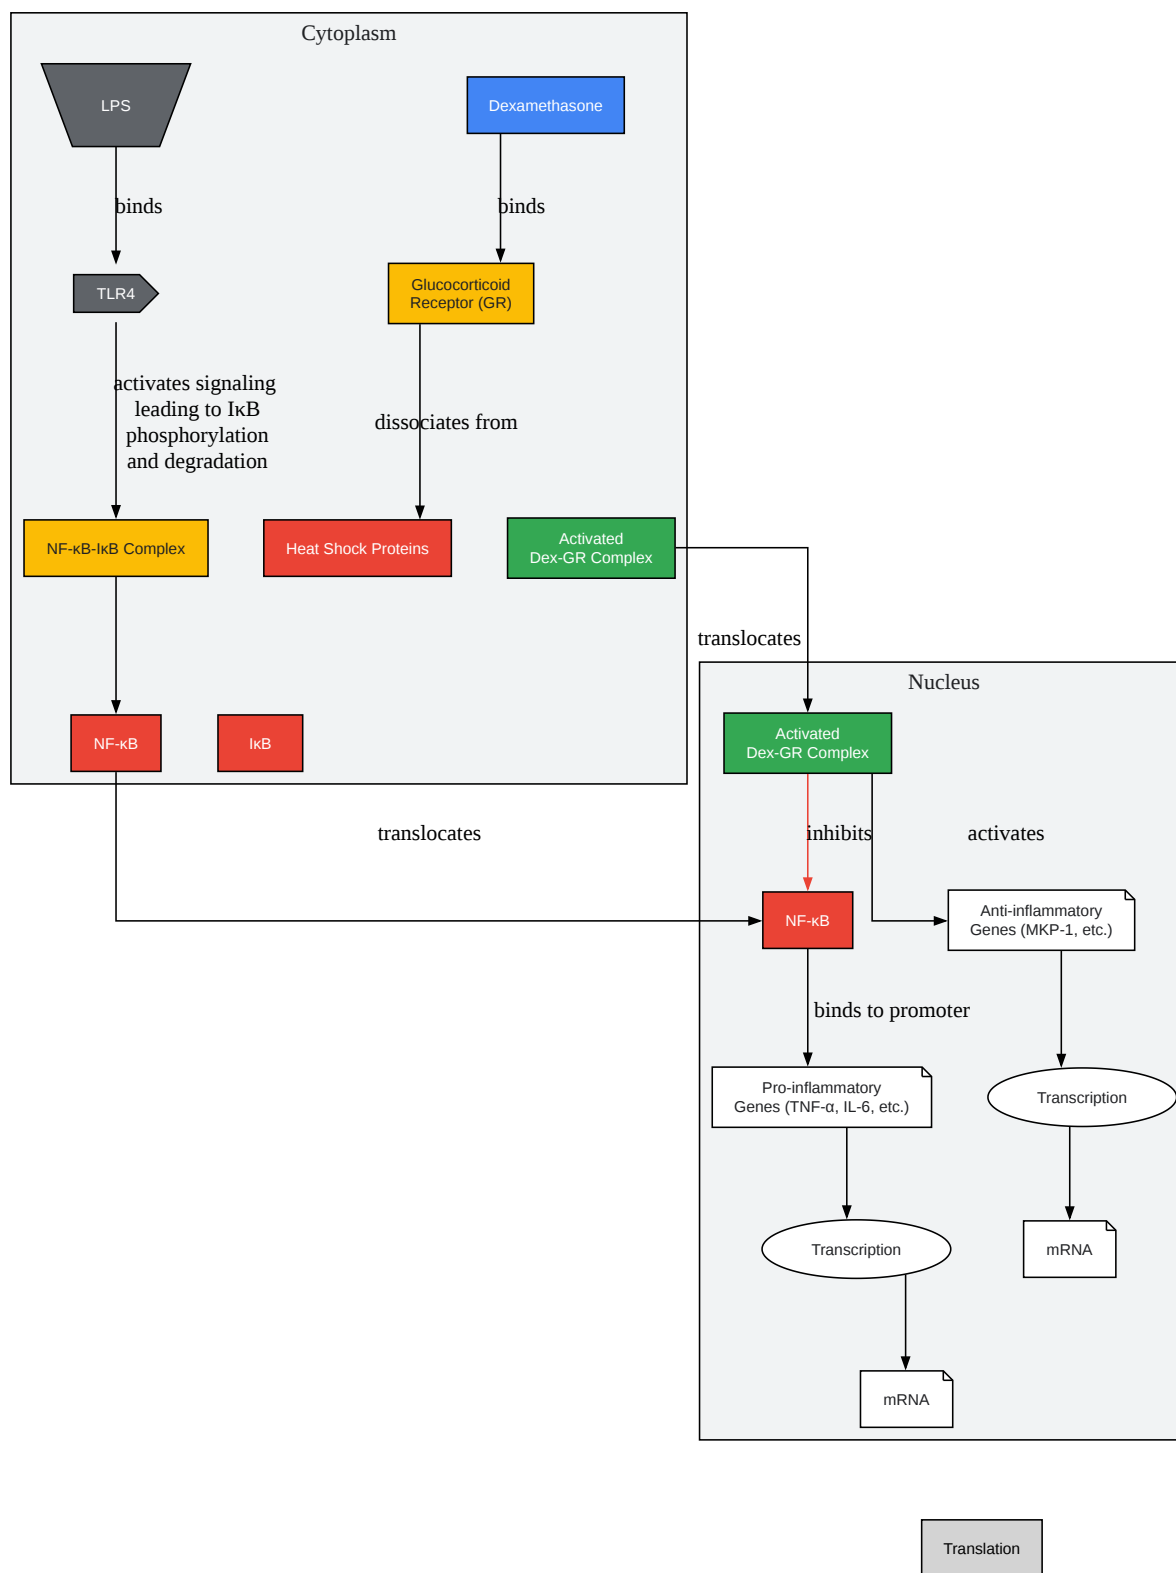 Cytoplasm
LPS
Dexamethasone
binds
binds
TLR4
Glucocorticoid
Receptor (GR)
activates signaling
leading to IκB
phosphorylation
and degradation
dissociates from
NF-κB-IκB Complex
Heat Shock Proteins
Activated
Dex-GR Complex
translocates
Nucleus
NF-κB
IκB
Activated
Dex-GR Complex
translocates
inhibits
activates
NF-κB
Anti-inflammatory
Genes (MKP-1, etc.)
binds to promoter
Pro-inflammatory
Genes (TNF-α, IL-6, etc.)
Transcription
Transcription
mRNA
mRNA
Translation